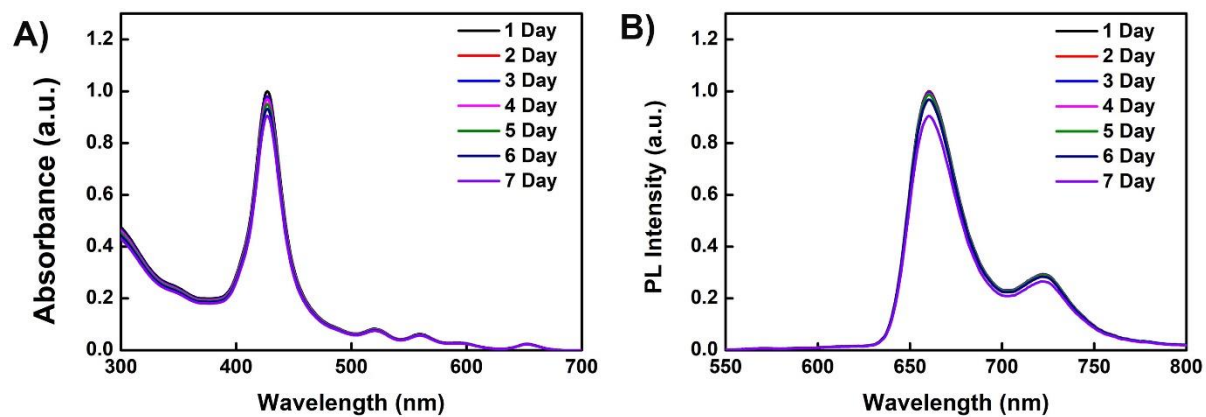 A)
1.2
1.0
0.8
0.6
0.4
0.2
0.0
Absorbance (a.u.)
1 Day
2 Day
3 Day
4 Day
5 Day
6 Day
7 Day
300 400 500 600 700
Wavelength (nm)
B)
1.2
1.0
0.8
0.6
0.4
0.2
0.0
PL Intensity (a.u.)
1 Day
2 Day
3 Day
4 Day
5 Day
6 Day
7 Day
550 600 650 700 750 800
Wavelength (nm)